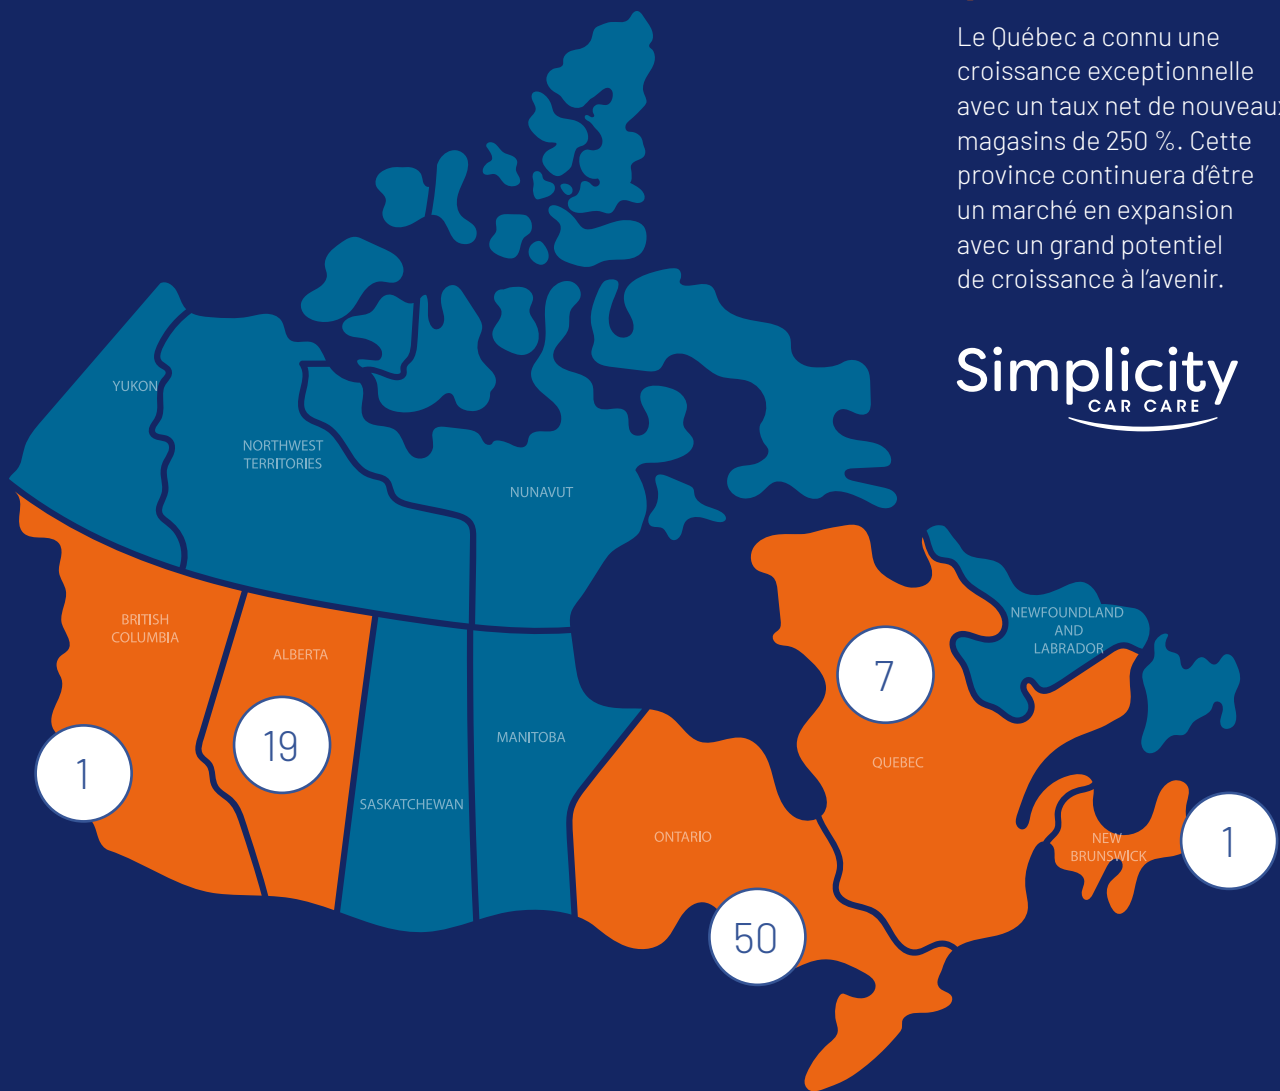 Le Québec a connu une
croissance exceptionnelle
avec un taux net de nouveaux
magasins de 250 %. Cette
province continuera d’être
un marché en expansion
avec un grand potentiel
de croissance à l’avenir.
Simplicity
CAR CARE
YUKON
NORTHWEST
TERRITORIES
NUNAVUT
BRITISH
COLUMBIA
1
ALBERTA
19
SASKATCHEWAN
MANITOBA
ONTARIO
50
7
QUEBEC
NEWFOUNDLAND
AND
LABRADOR
NEW
BRUNSWICK
1